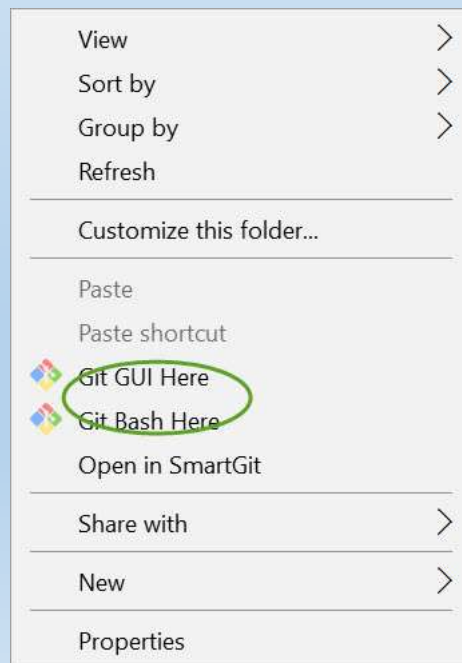 View
Sort by
Group by
Refresh
Customize this folder...
Paste
Paste shortcut
Git GUI Here
Git Bash Here
Open in SmartGit
Share with
New
Properties